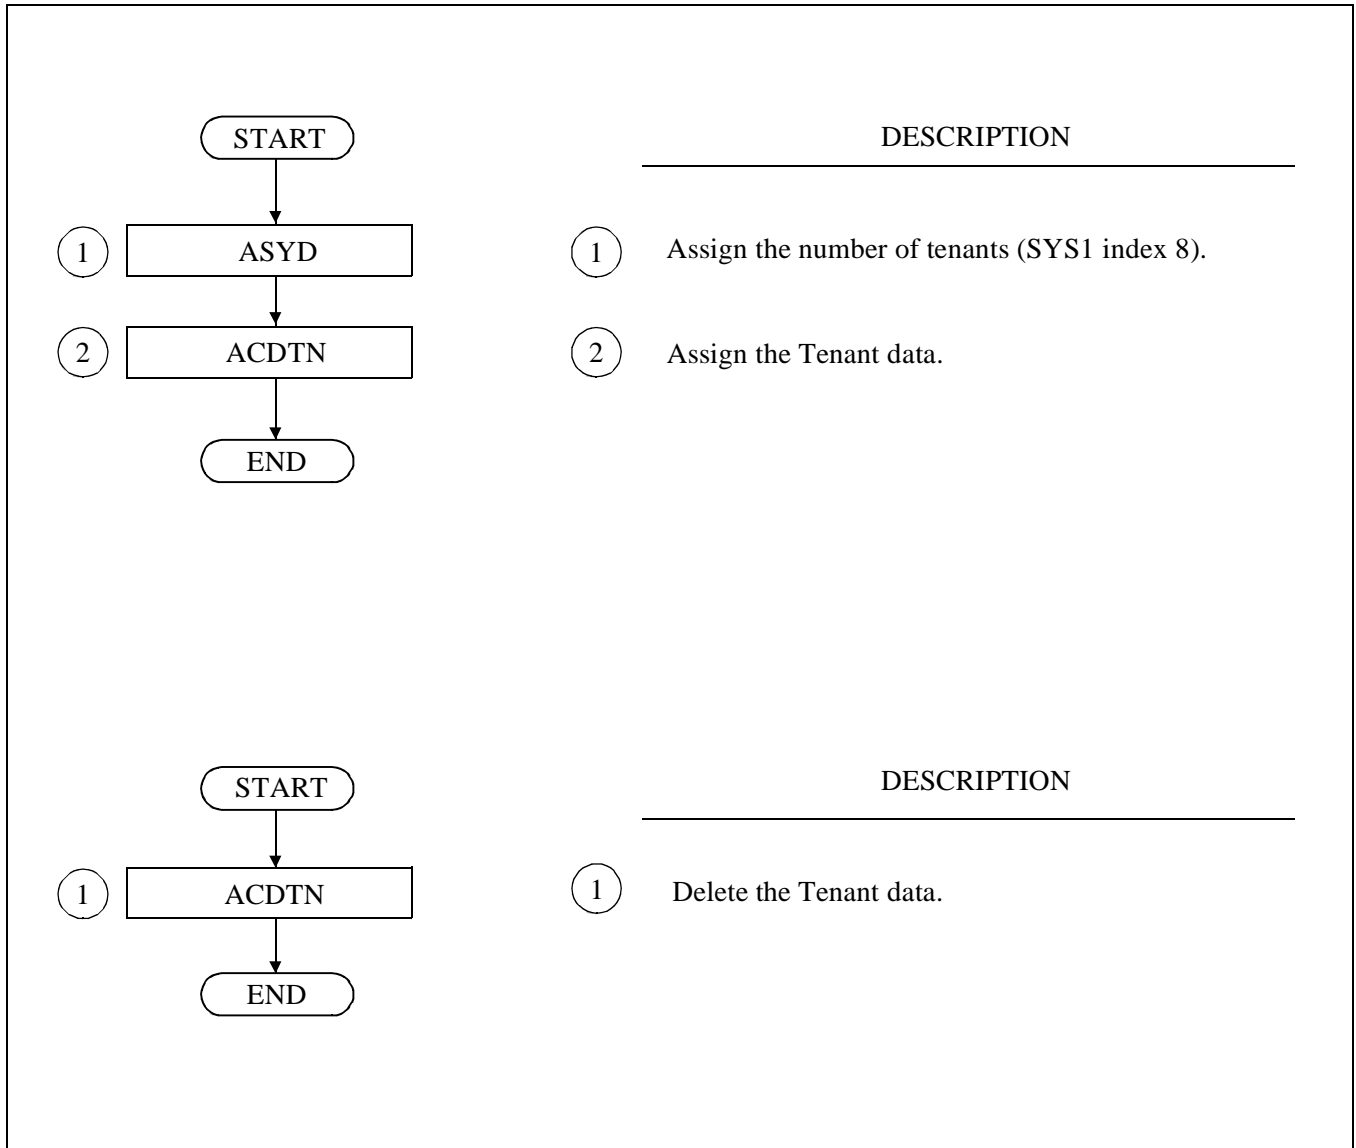 START
DESCRIPTION
1 ASYD
1 Assign the number of tenants (SYS1 index 8).
2 ACDTN
2 Assign the Tenant data.
END
START
DESCRIPTION
1 ACDTN
1 Delete the Tenant data.
END